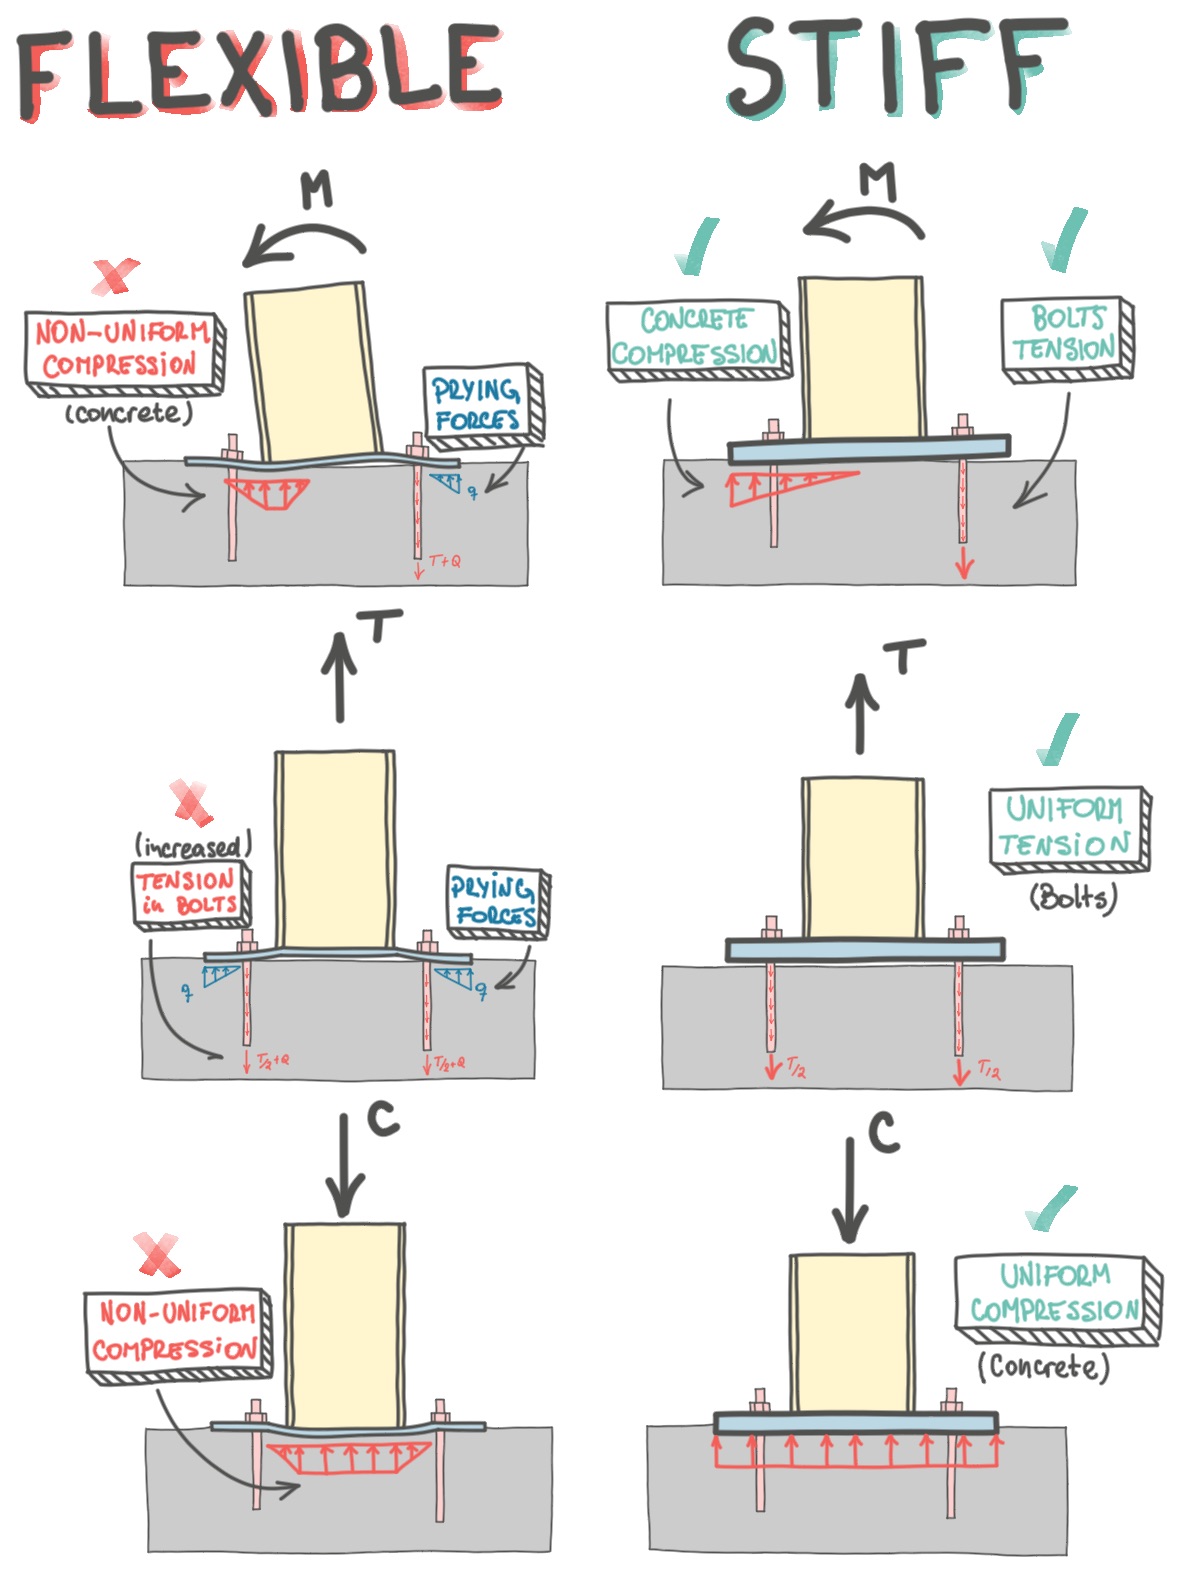 FLEXIBLE
STIFF
M
NON-UNIFORM
COMPRESSION
(concrete)
PRYING
FORCES
q
T+Q
M
CONCRETE
COMPRESSION
BOLTS
TENSION
T
(increased)
TENSION
in BOLTS
PRYING
FORCES
q
q
T/2+Q
T/2+Q
T
UNIFORM
TENSION
(Bolts)
T/2
T/2
C
NON-UNIFORM
COMPRESSION
C
UNIFORM
COMPRESSION
(Concrete)